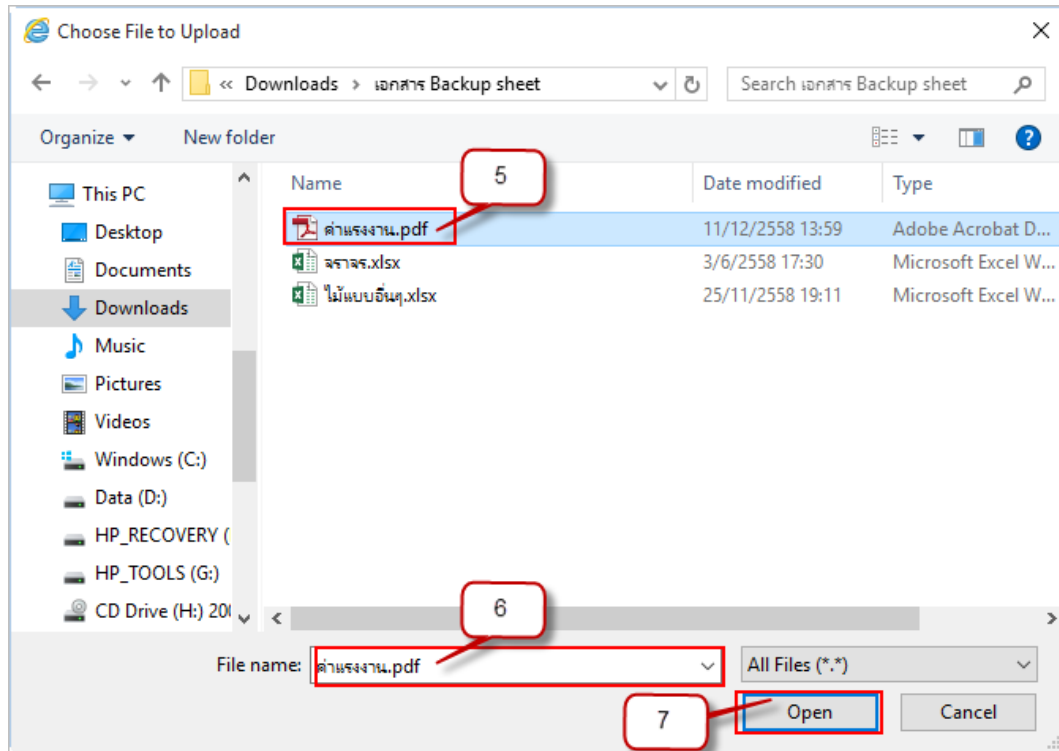 Choose File to Upload
« Downloads › เอกสาร Backup sheet
Search เอกสาร Backup sheet
Organize
New folder
Name
Date modified
Type
5
This PC
Desktop
Documents
Downloads
Music
Pictures
Videos
Windows (C:)
Data (D:)
HP_RECOVERY (
HP_TOOLS (G:)
CD Drive (H:) 20
ค่าแรงงาน.pdf 11/12/2558 13:59 Adobe Acrobat D...
จราจร.xlsx 3/6/2558 17:30 Microsoft Excel W...
ไม้แบบอื่นๆ.xlsx 25/11/2558 19:11 Microsoft Excel W...
6
File name: ค่าแรงงาน.pdf
All Files (*.*)
7
Open
Cancel